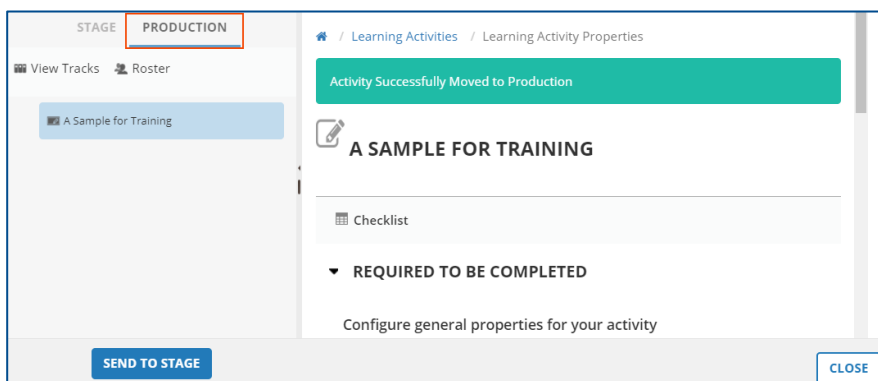 STAGE PRODUCTION
View Tracks Roster
A Sample for Training
/ Learning Activities / Learning Activity Properties
Activity Successfully Moved to Production
A SAMPLE FOR TRAINING
Checklist
REQUIRED TO BE COMPLETED
Configure general properties for your activity
SEND TO STAGE
CLOSE